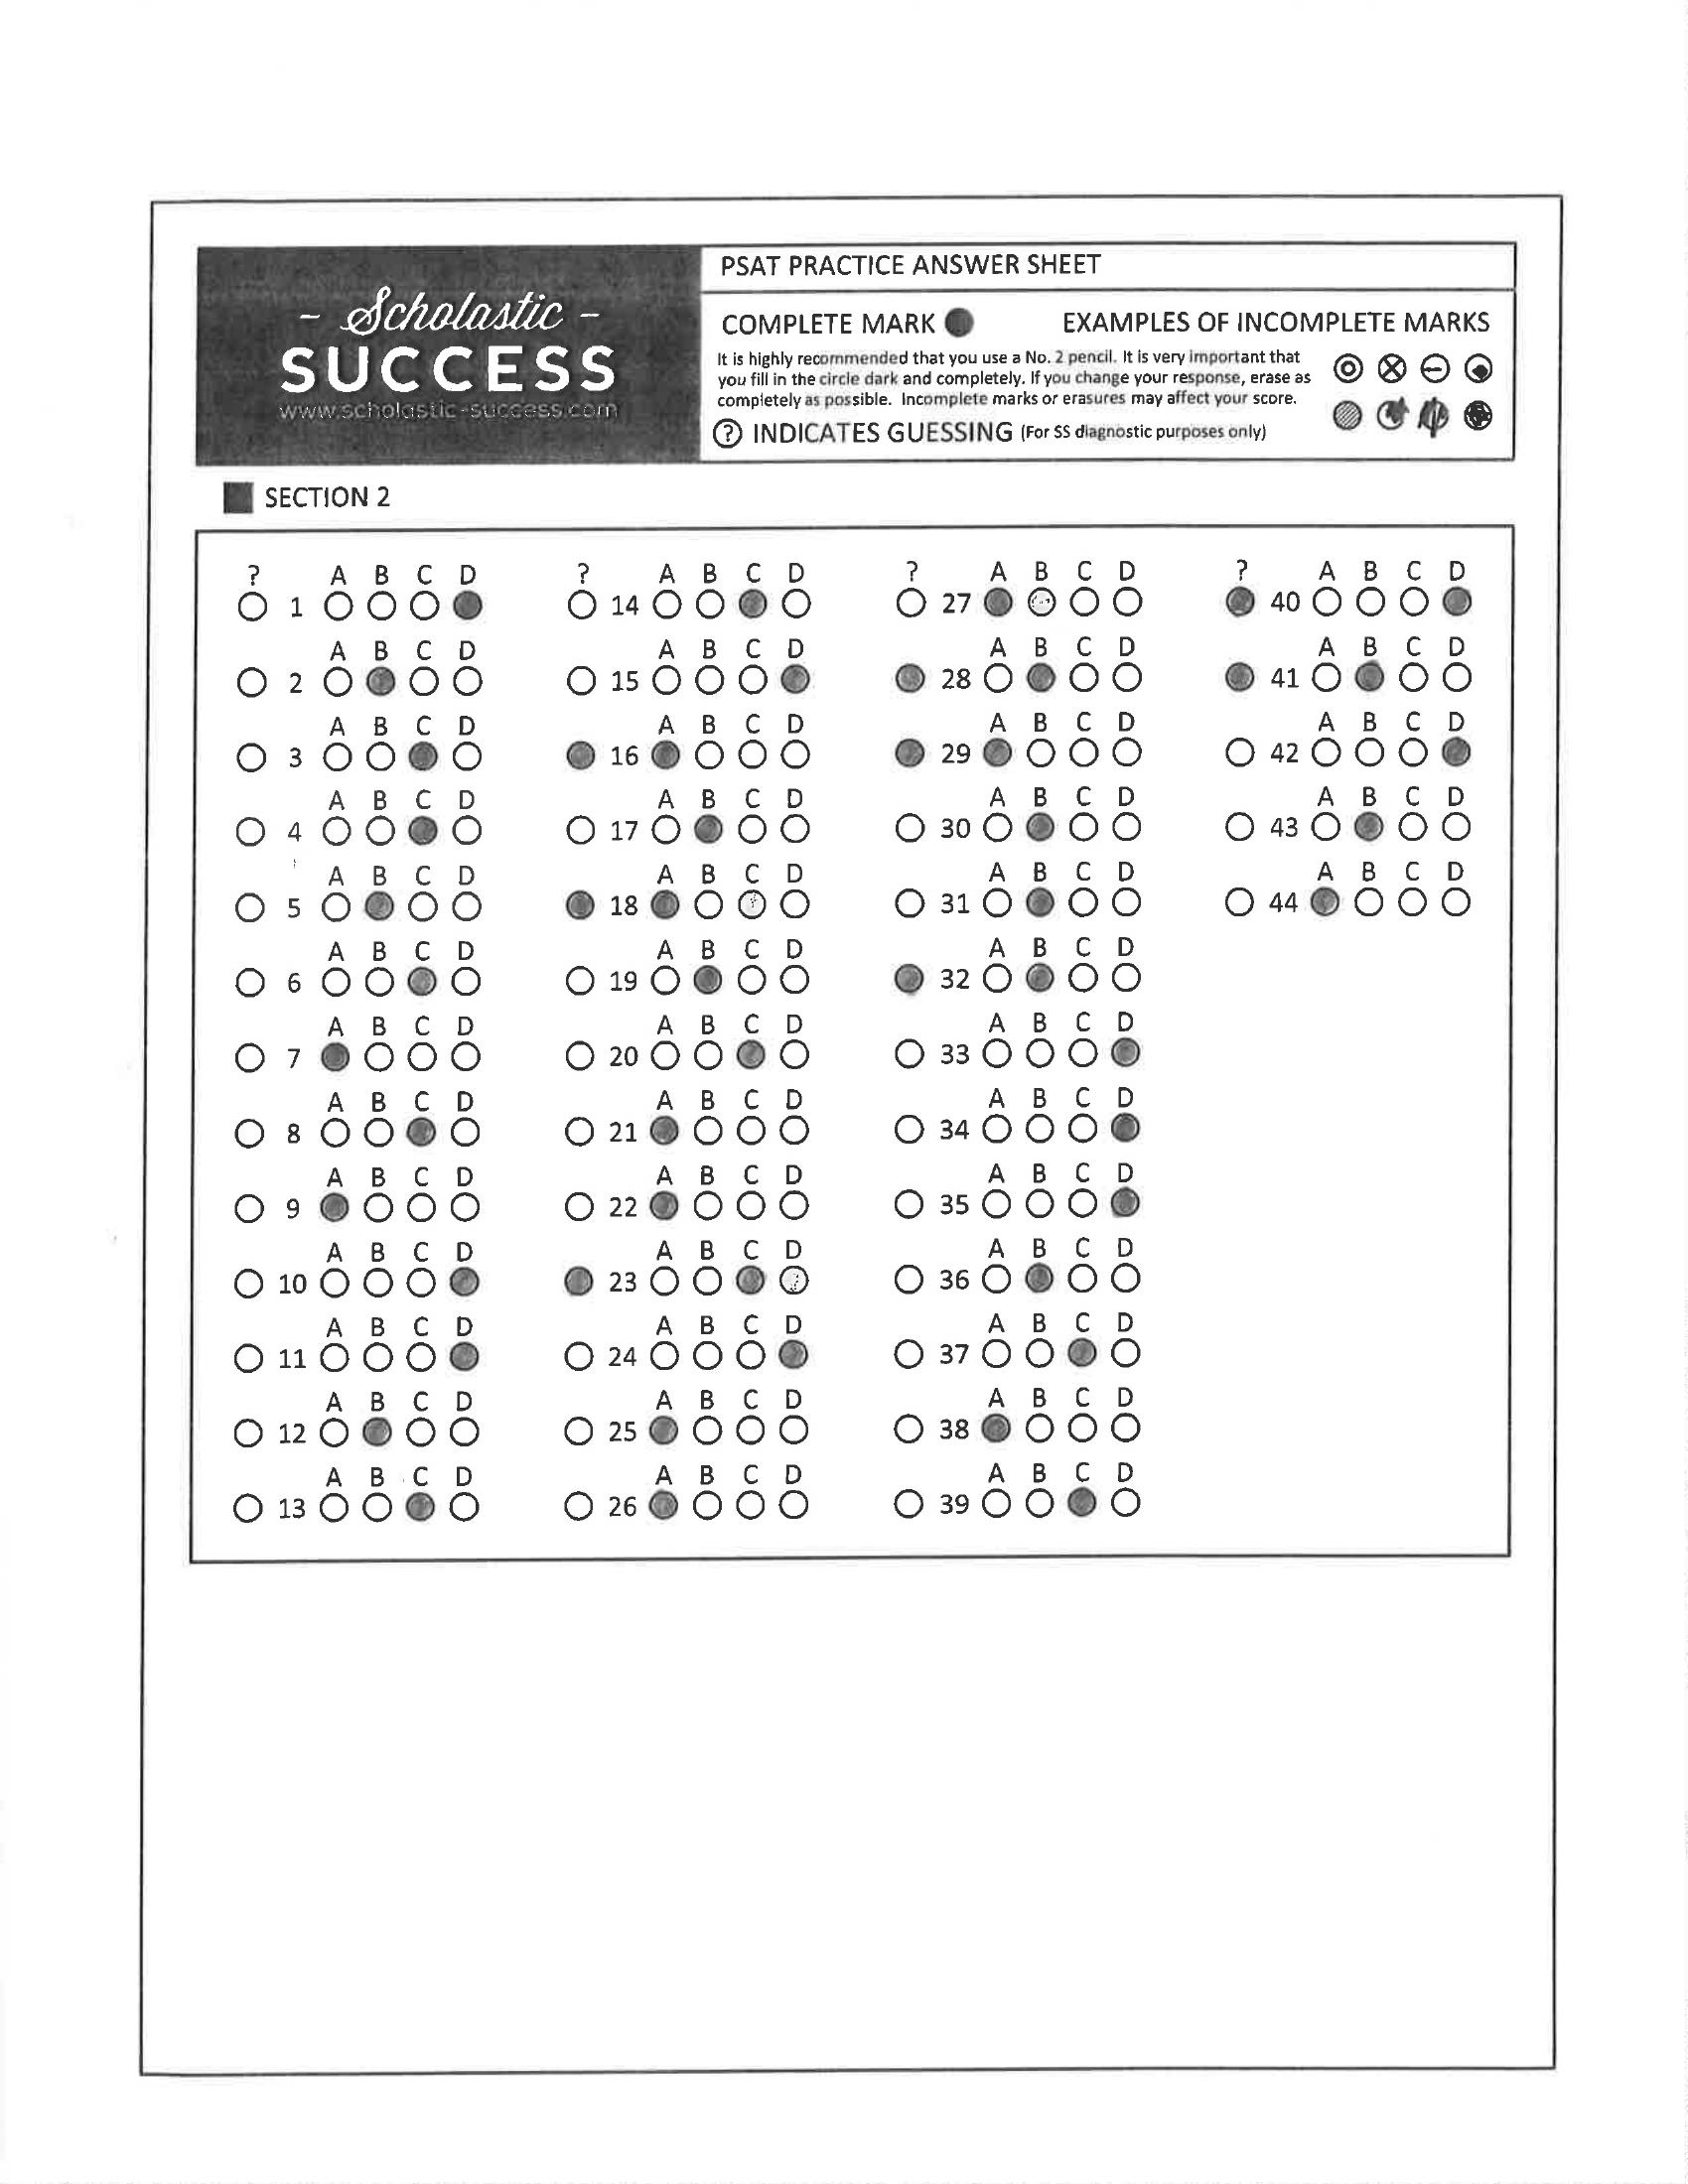 - Scholastic -
SUCCESS
www.scholastic-success.com
PSAT PRACTICE ANSWER SHEET
COMPLETE MARK EXAMPLES OF INCOMPLETE MARKS
It is highly recommended that you use a No. 2 pencil. It is very important that
you fill in the circle dark and completely. If you change your response, erase as
completely as possible. Incomplete marks or erasures may affect your score.
? INDICATES GUESSING (For SS diagnostic purposes only)
SECTION 2
? A B C D
1
A B C D
2
A B C D
3
A B C D
4
A B C D
5
A B C D
6
A B C D
7
A B C D
8
A B C D
9
A B C D
10
A B C D
11
A B C D
12
A B C D
13
? A B C D
14
A B C D
15
A B C D
16
A B C D
17
A B C D
18
A B C D
19
A B C D
20
A B C D
21
A B C D
22
A B C D
23
A B C D
24
A B C D
25
A B C D
26
? A B C D
27
A B C D
28
A B C D
29
A B C D
30
A B C D
31
A B C D
32
A B C D
33
A B C D
34
A B C D
35
A B C D
36
A B C D
37
A B C D
38
A B C D
39
? A B C D
40
A B C D
41
A B C D
42
A B C D
43
A B C D
44